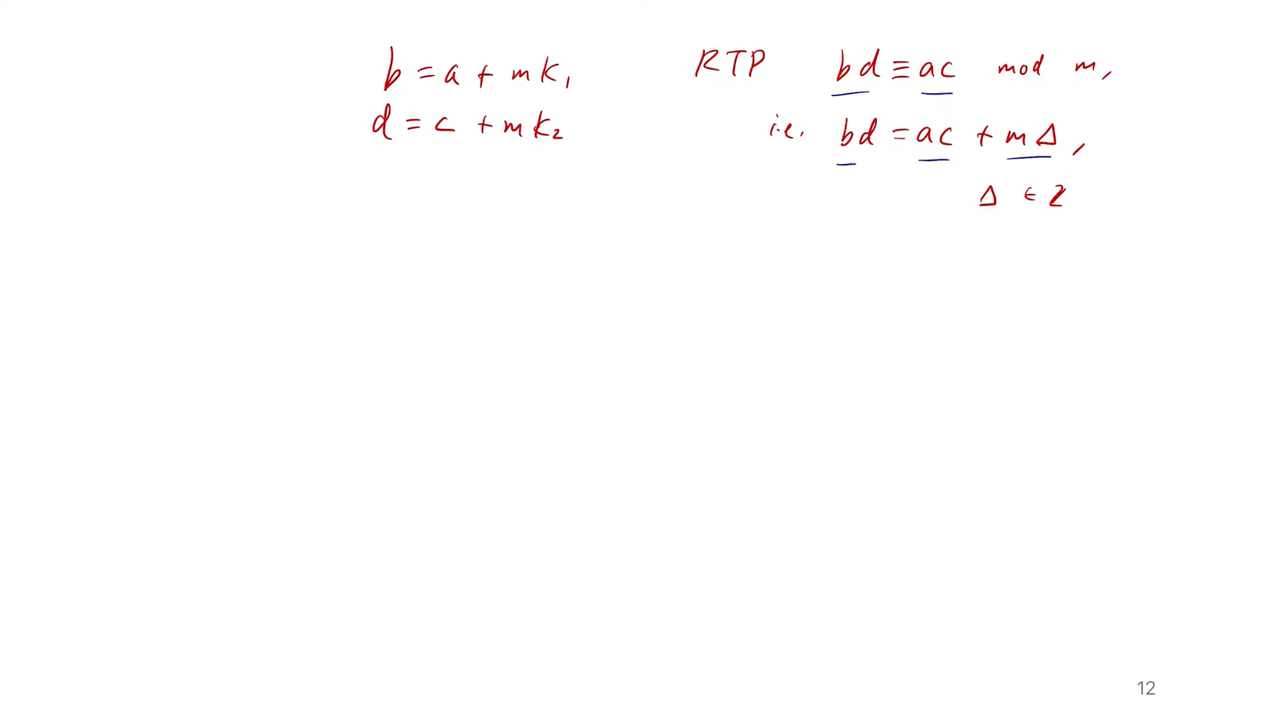 b = a + mk₁
d = c + mk₂
RTP bd ≡ ac mod m,
i.e. bd = ac + mΔ,
Δ ∈ Z
12